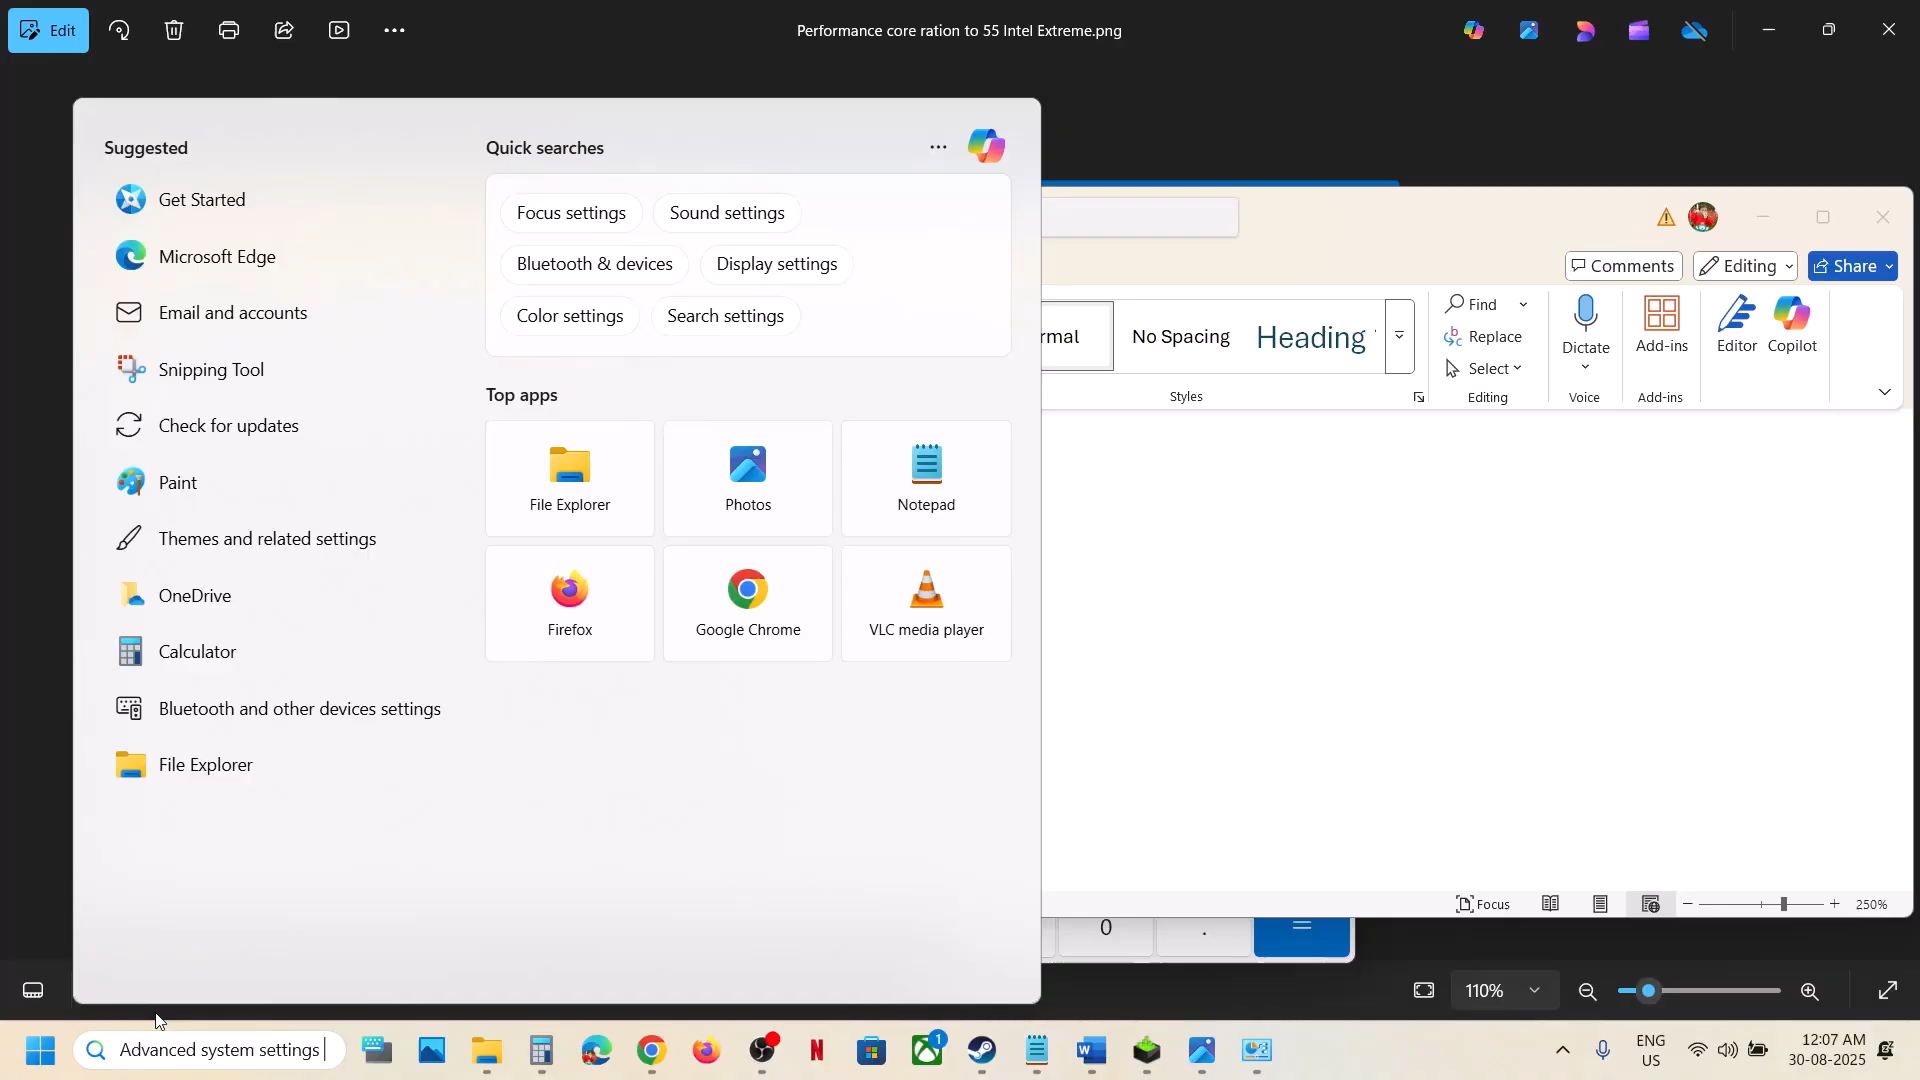 Edit
Performance core ration to 55 Intel Extreme.png
Suggested
Get Started
Microsoft Edge
Email and accounts
Snipping Tool
Check for updates
Paint
Themes and related settings
OneDrive
Calculator
Bluetooth and other devices settings
File Explorer
Quick searches
Focus settings
Sound settings
Bluetooth & devices
Display settings
Color settings
Search settings
Top apps
File Explorer
Photos
Notepad
Firefox
Google Chrome
VLC media player
Comments
Editing
Share
rmal
No Spacing
Heading
Styles
Find
Replace
Select
Editing
Dictate
Voice
Add-ins
Add-ins
Editor
Copilot
Focus
250%
0
.
=
110%
Advanced system settings
1
ENG
US
12:07 AM
30-08-2025